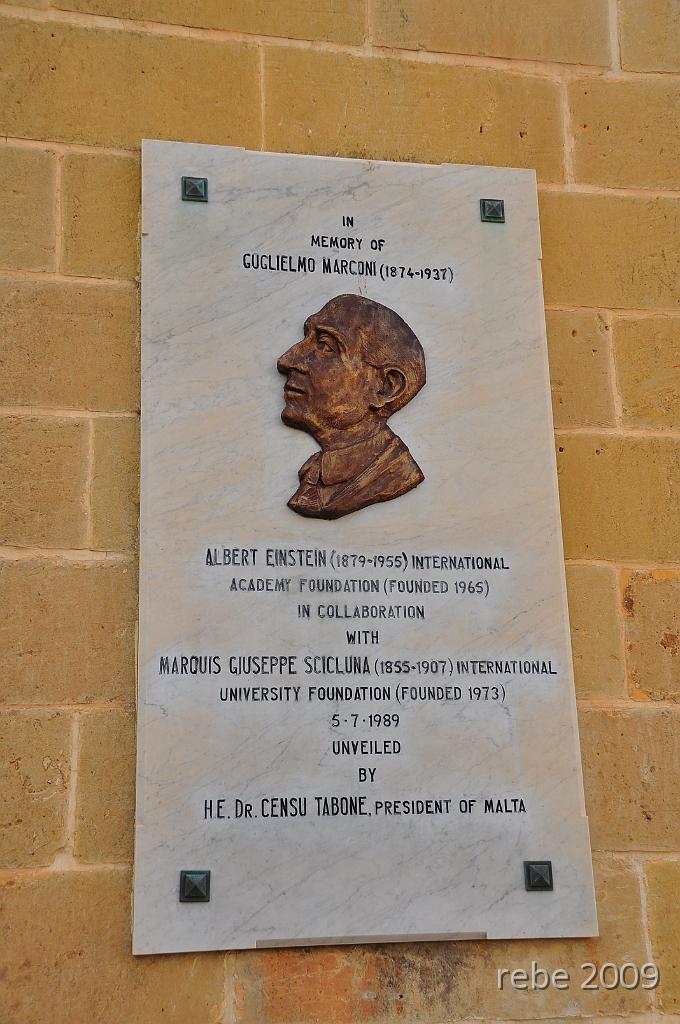 IN
MEMORY OF
GUGLIELMO MARCONI (1874-1937)
ALBERT EINSTEIN (1879-1955) INTERNATIONAL
ACADEMY FOUNDATION (FOUNDED 1965)
IN COLLABORATION
WITH
MARQUIS GIUSEPPE SCICLUNA (1855-1907) INTERNATIONAL
UNIVERSITY FOUNDATION (FOUNDED 1973)
5·7·1989
UNVEILED
BY
H.E. DR. CENSU TABONE, PRESIDENT OF MALTA
rebe 2009